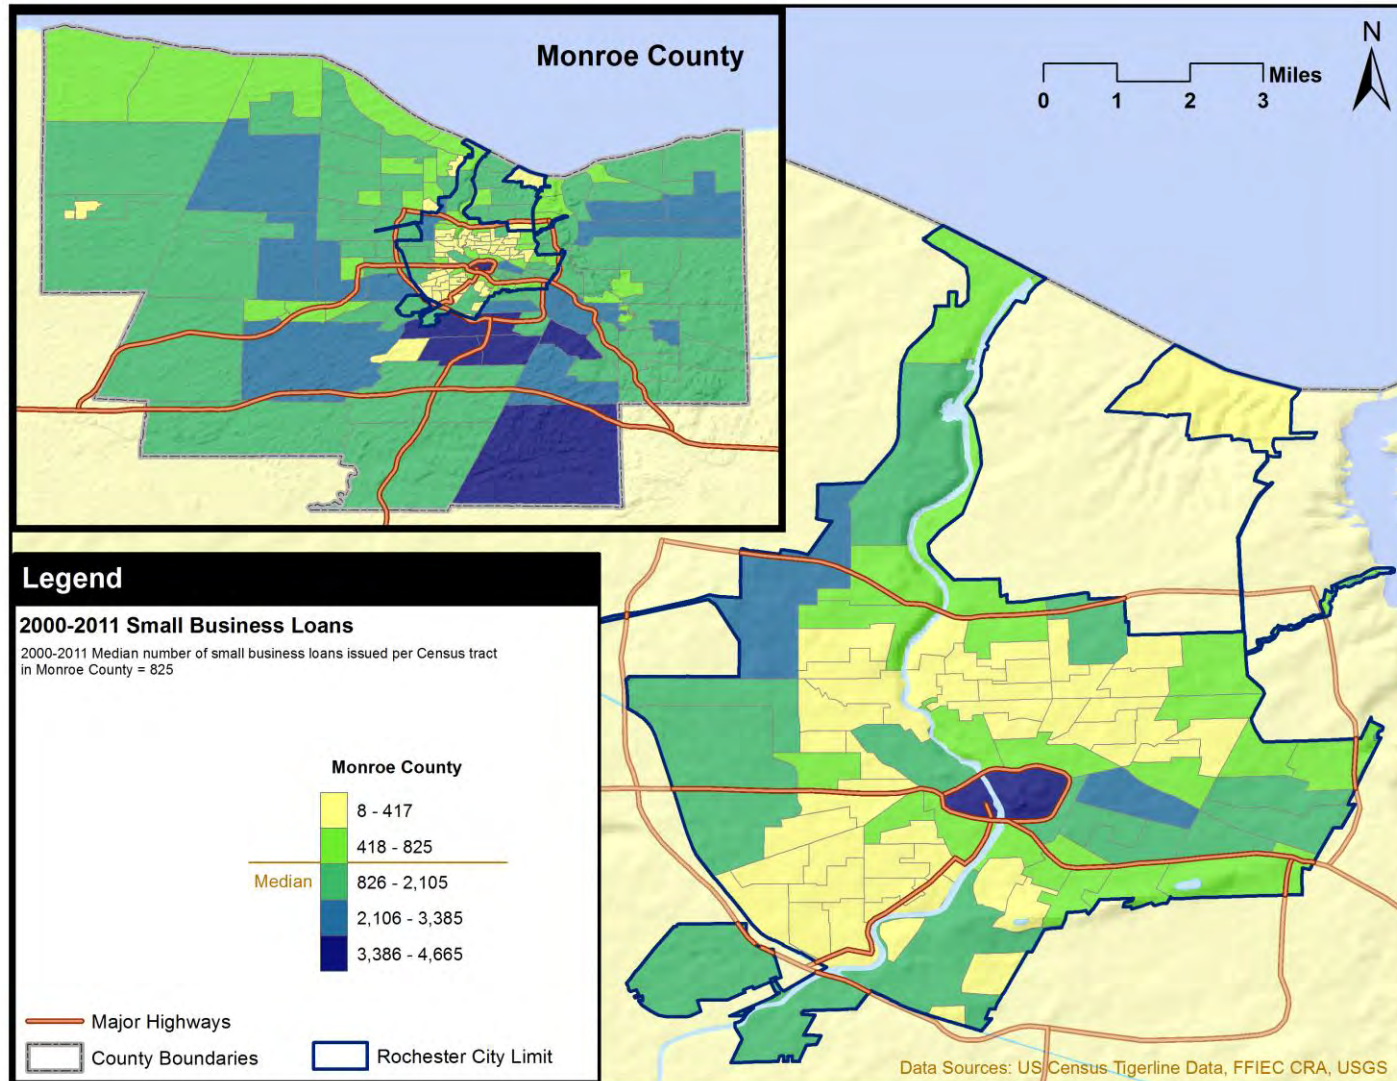 Monroe County
N
Miles
0 1 2 3
Legend
2000-2011 Small Business Loans
2000-2011 Median number of small business loans issued per Census tract
in Monroe County = 825
Monroe County
8 - 417
418 - 825
Median
826 - 2,105
2,106 - 3,385
3,386 - 4,665
Major Highways
County Boundaries
Rochester City Limit
Data Sources: US Census Tigerline Data, FFIEC CRA, USGS